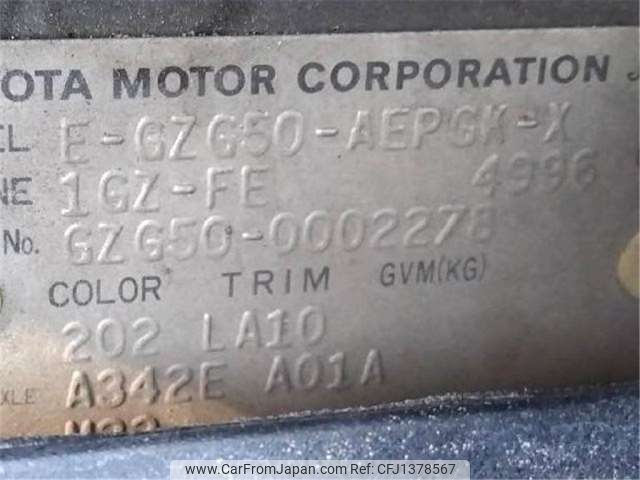 OTA MOTOR CORPORATION J
EL E-GZG50-AEPGK-X
NE 1GZ-FE 4996
No. GZG50-0002278
COLOR TRIM GVM(KG)
202 LA10
XLE A342E A01A
www.CarFromJapan.com CFJ1378567